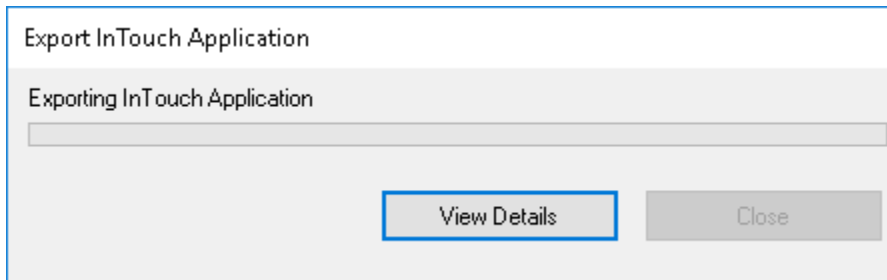 Export InTouch Application
Exporting InTouch Application
View Details
Close